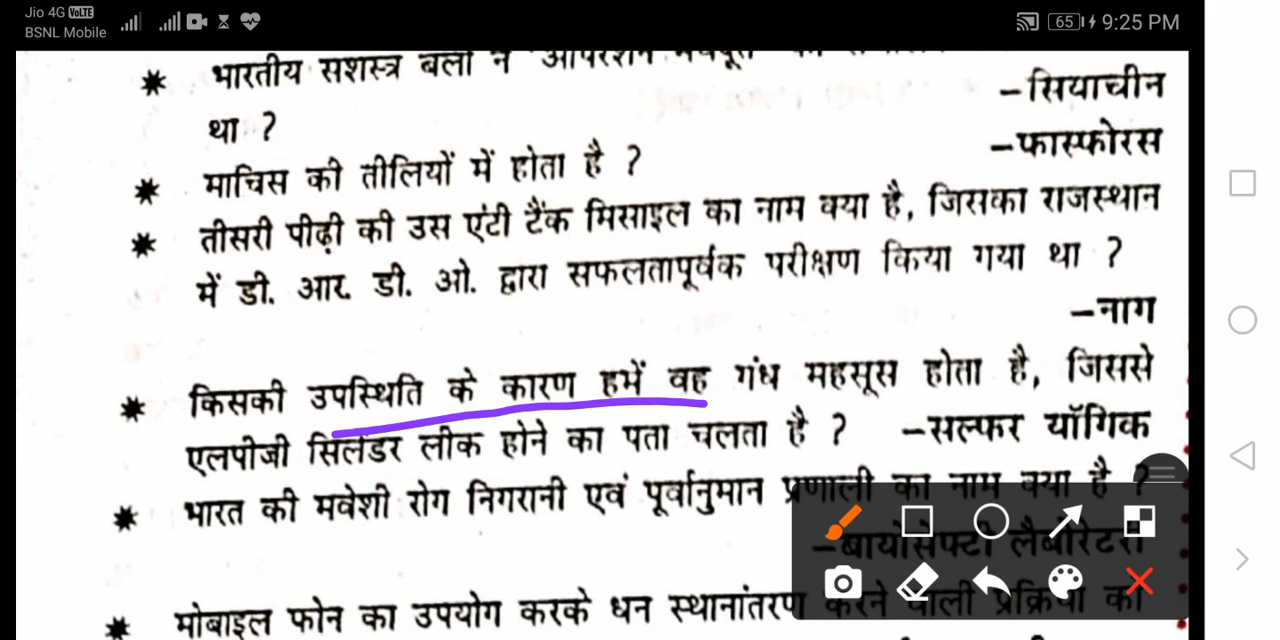 Jio 4G VoLTE
BSNL Mobile
65
9:25 PM
✷ भारतीय सशस्त्र बलों ने
था ? –सियाचीन
✷ माचिस की तीलियों में होता है ? –फास्फोरस
✷ तीसरी पीढ़ी की उस एंटी टैंक मिसाइल का नाम क्या है, जिसका राजस्थान
में डी. आर. डी. ओ. द्वारा सफलतापूर्वक परीक्षण किया गया था ?
–नाग
✷ किसकी उपस्थिति के कारण हमें वह गंध महसूस होता है, जिससे
एलपीजी सिलेंडर लीक होने का पता चलता है ? –सल्फर यॉगिक
✷ भारत की मवेशी रोग निगरानी एवं पूर्वानुमान प्रणाली का नाम क्या है ?
–बायोसेफ्टी लैबोरेटरी
✷ मोबाइल फोन का उपयोग करके धन स्थानांतरण करने वाली प्रक्रिया को